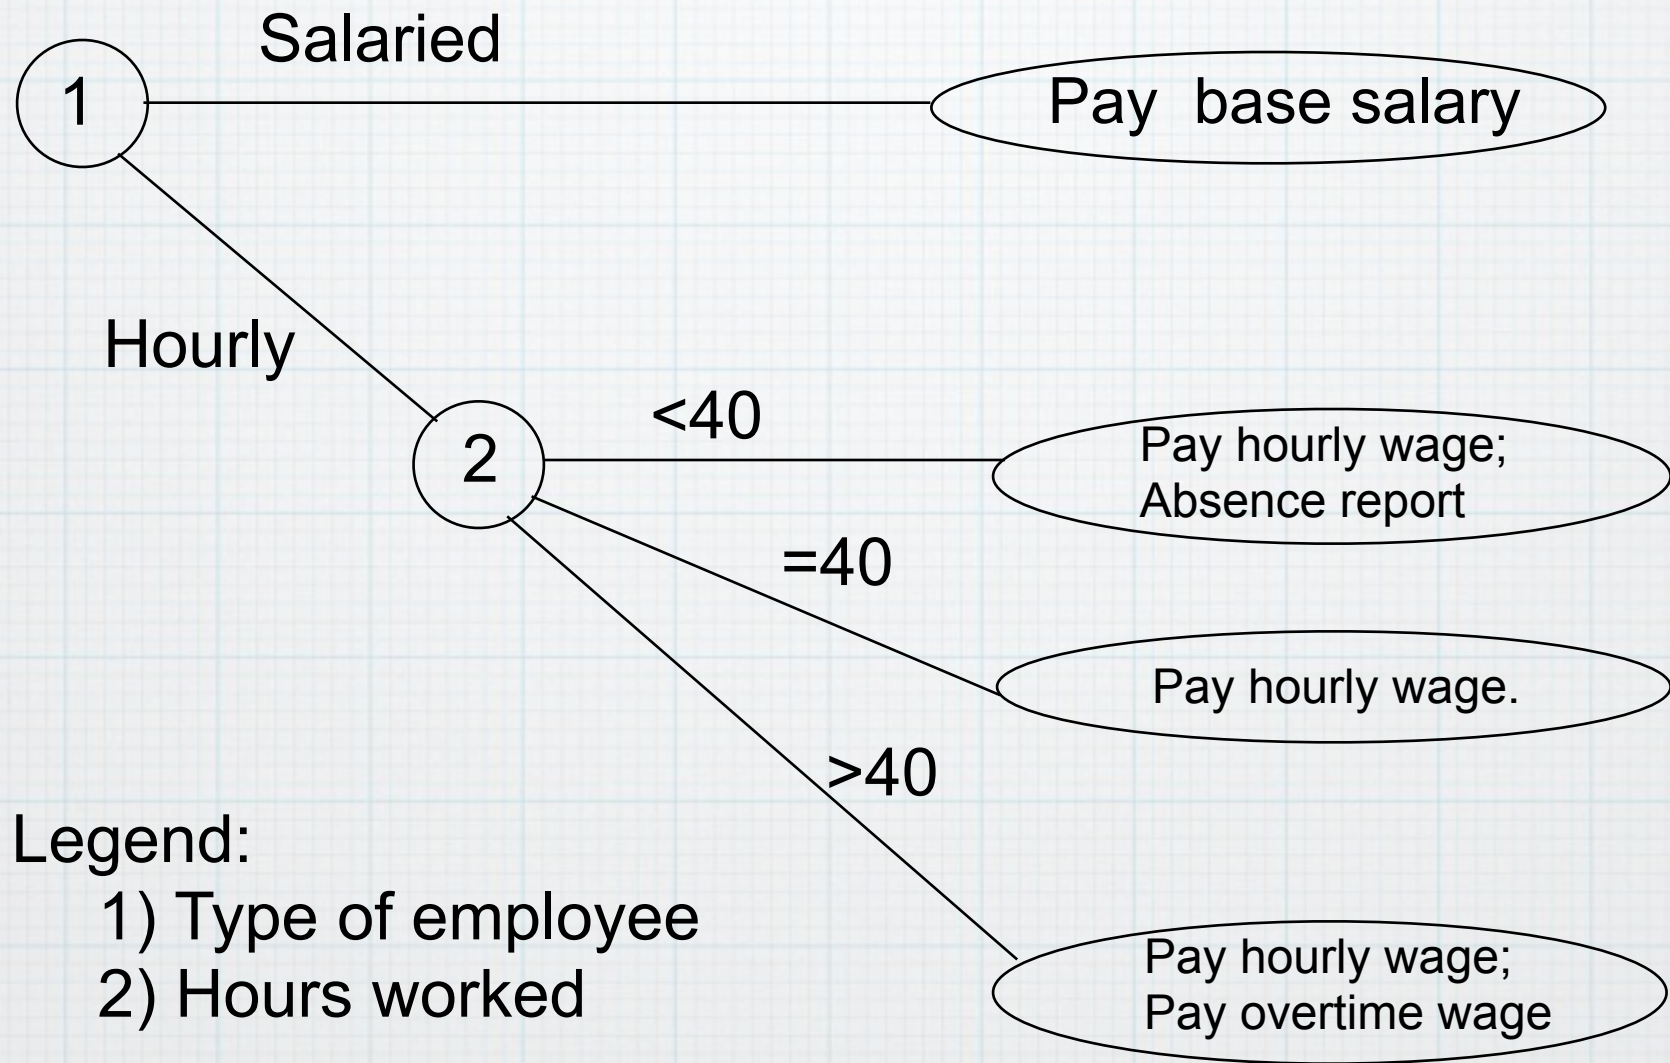 Salaried
1
Pay base salary
Hourly
<40
2
Pay hourly wage;
Absence report
=40
Pay hourly wage.
>40
Legend:
1) Type of employee
2) Hours worked
Pay hourly wage;
Pay overtime wage